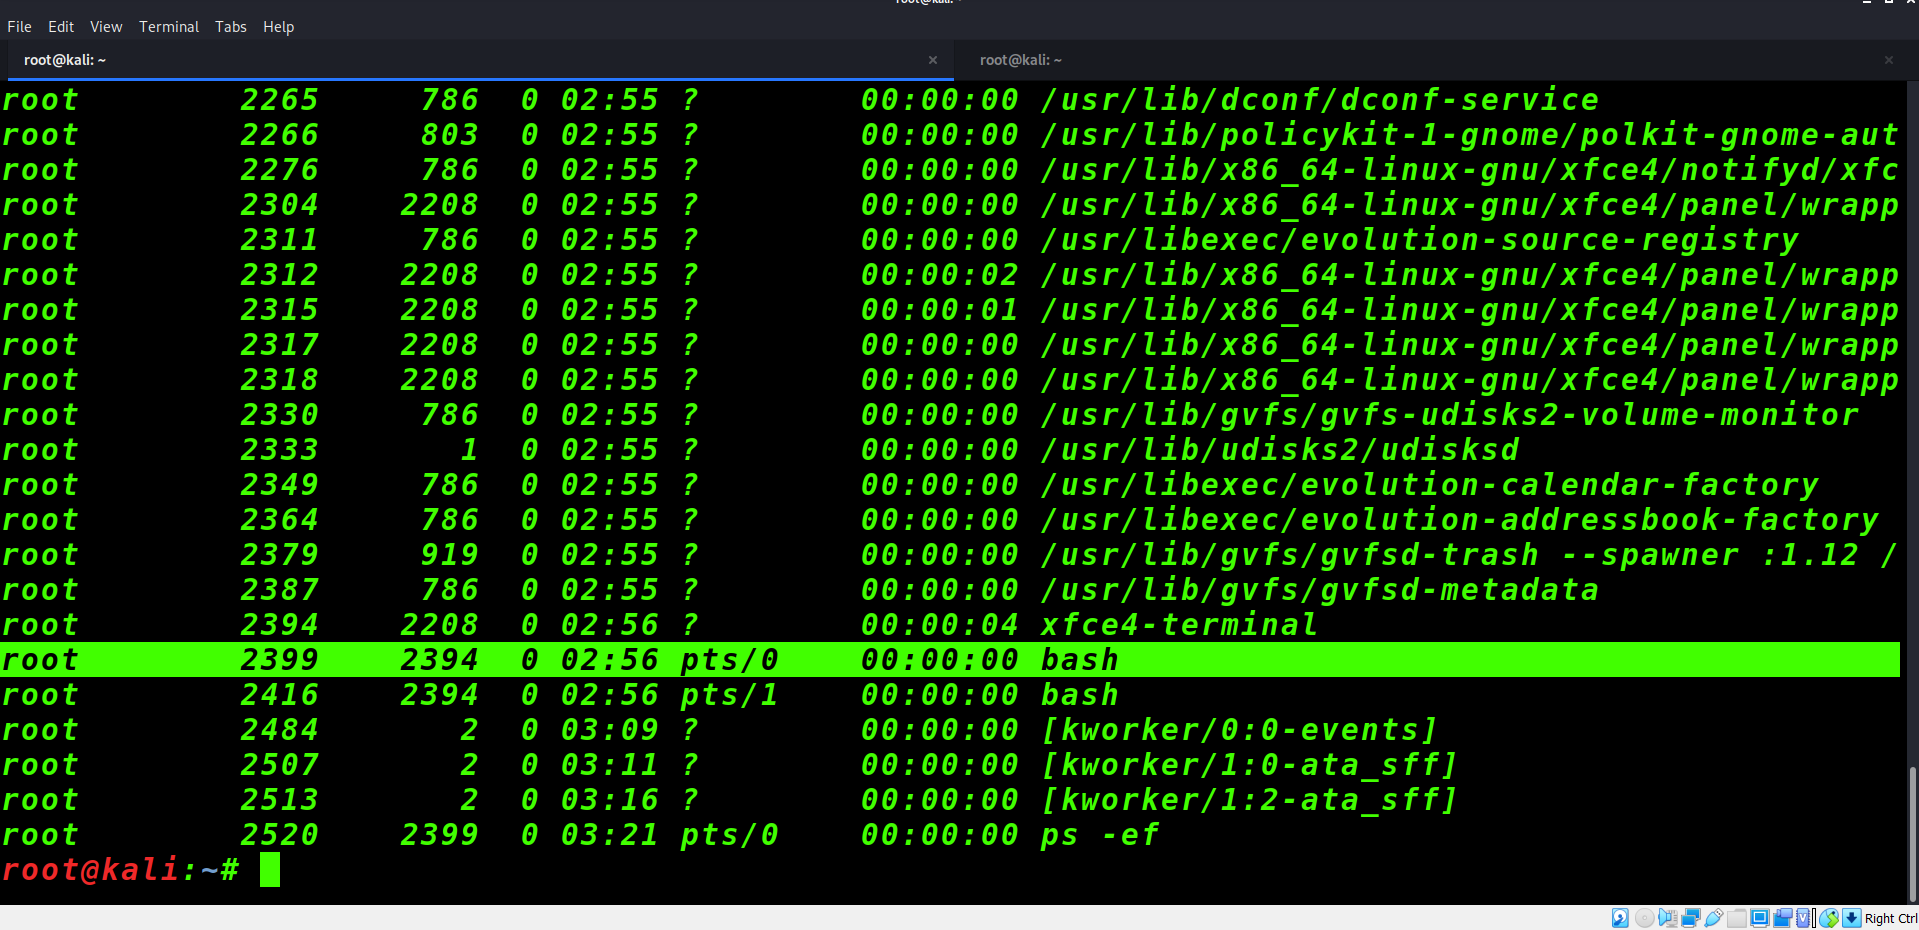 root@kali: ~
File Edit View Terminal Tabs Help
root@kali: ~ × root@kali: ~ ×
root 2265 786 0 02:55 ? 00:00:00 /usr/lib/dconf/dconf-service
root 2266 803 0 02:55 ? 00:00:00 /usr/lib/policykit-1-gnome/polkit-gnome-aut
root 2276 786 0 02:55 ? 00:00:00 /usr/lib/x86_64-linux-gnu/xfce4/notifyd/xfc
root 2304 2208 0 02:55 ? 00:00:00 /usr/lib/x86_64-linux-gnu/xfce4/panel/wrapp
root 2311 786 0 02:55 ? 00:00:00 /usr/libexec/evolution-source-registry
root 2312 2208 0 02:55 ? 00:00:02 /usr/lib/x86_64-linux-gnu/xfce4/panel/wrapp
root 2315 2208 0 02:55 ? 00:00:01 /usr/lib/x86_64-linux-gnu/xfce4/panel/wrapp
root 2317 2208 0 02:55 ? 00:00:00 /usr/lib/x86_64-linux-gnu/xfce4/panel/wrapp
root 2318 2208 0 02:55 ? 00:00:00 /usr/lib/x86_64-linux-gnu/xfce4/panel/wrapp
root 2330 786 0 02:55 ? 00:00:00 /usr/lib/gvfs/gvfs-udisks2-volume-monitor
root 2333 1 0 02:55 ? 00:00:00 /usr/lib/udisks2/udisksd
root 2349 786 0 02:55 ? 00:00:00 /usr/libexec/evolution-calendar-factory
root 2364 786 0 02:55 ? 00:00:00 /usr/libexec/evolution-addressbook-factory
root 2379 919 0 02:55 ? 00:00:00 /usr/lib/gvfs/gvfsd-trash --spawner :1.12 /
root 2387 786 0 02:55 ? 00:00:00 /usr/lib/gvfs/gvfsd-metadata
root 2394 2208 0 02:56 ? 00:00:04 xfce4-terminal
root 2399 2394 0 02:56 pts/0 00:00:00 bash
root 2416 2394 0 02:56 pts/1 00:00:00 bash
root 2484 2 0 03:09 ? 00:00:00 [kworker/0:0-events]
root 2507 2 0 03:11 ? 00:00:00 [kworker/1:0-ata_sff]
root 2513 2 0 03:16 ? 00:00:00 [kworker/1:2-ata_sff]
root 2520 2399 0 03:21 pts/0 00:00:00 ps -ef
root@kali:~#
Right Ctrl